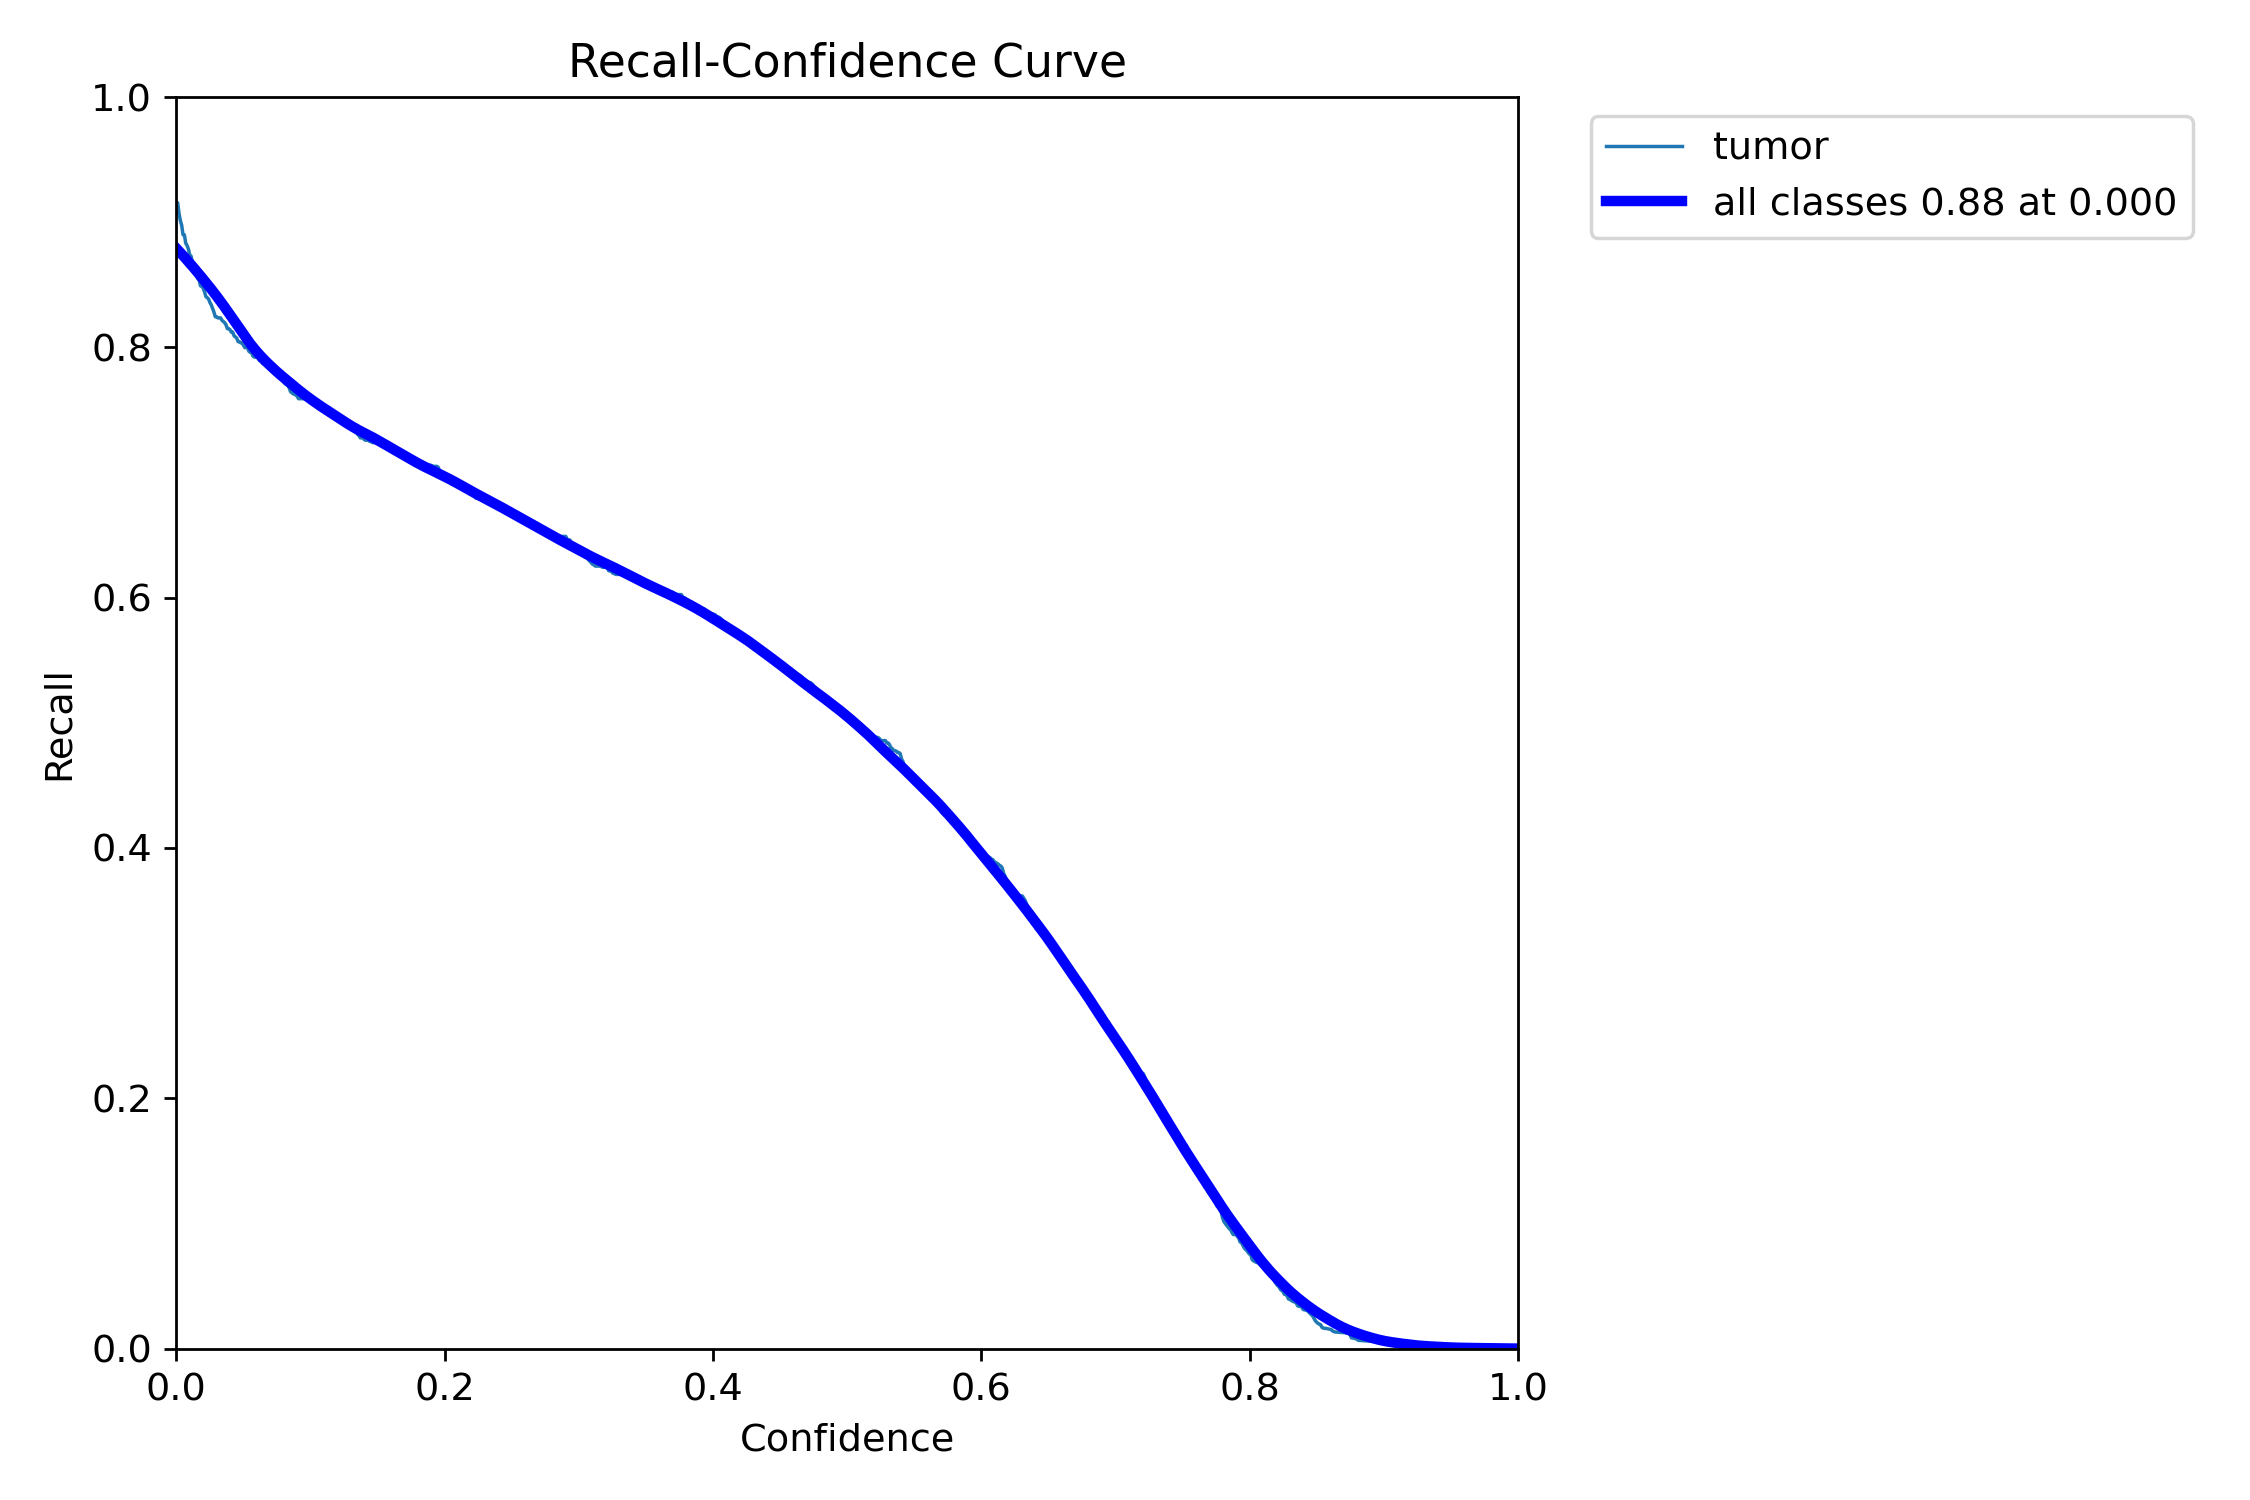 Recall-Confidence Curve
1.0
0.8
0.6
0.4
0.2
0.0
Recall
0.0 0.2 0.4 0.6 0.8 1.0
Confidence
tumor
all classes 0.88 at 0.000